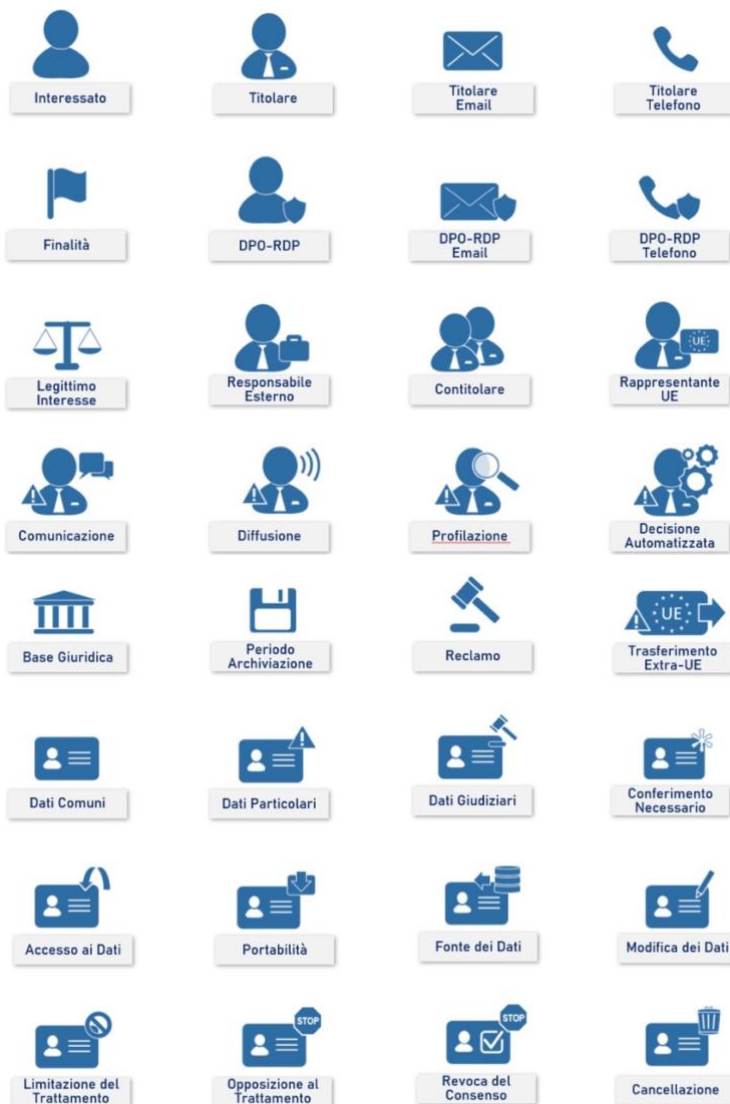 Interessato
Titolare
Titolare
Email
Titolare
Telefono
Finalità
DPO-RDP
DPO-RDP
Email
DPO-RDP
Telefono
Legittimo
Interesse
Responsabile
Esterno
Contitolare
UE
Rappresentante
UE
Comunicazione
Diffusione
Profilazione
Decisione
Automatizzata
Base Giuridica
Periodo
Archiviazione
Reclamo
UE
Trasferimento
Extra-UE
Dati Comuni
Dati Particolari
Dati Giudiziari
Conferimento
Necessario
Accesso ai Dati
Portabilità
Fonte dei Dati
Modifica dei Dati
Limitazione del
Trattamento
STOP
Opposizione al
Trattamento
STOP
Revoca del
Consenso
Cancellazione